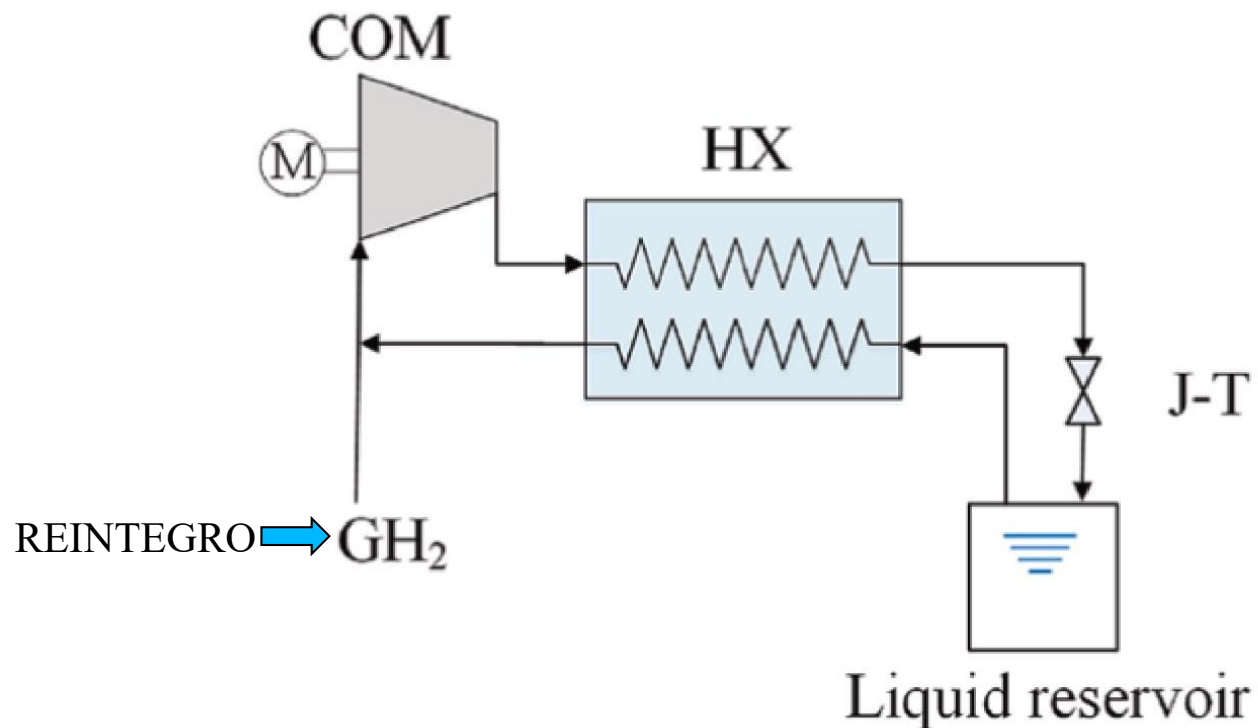 COM
M
HX
J-T
REINTEGRO
GH₂
Liquid reservoir